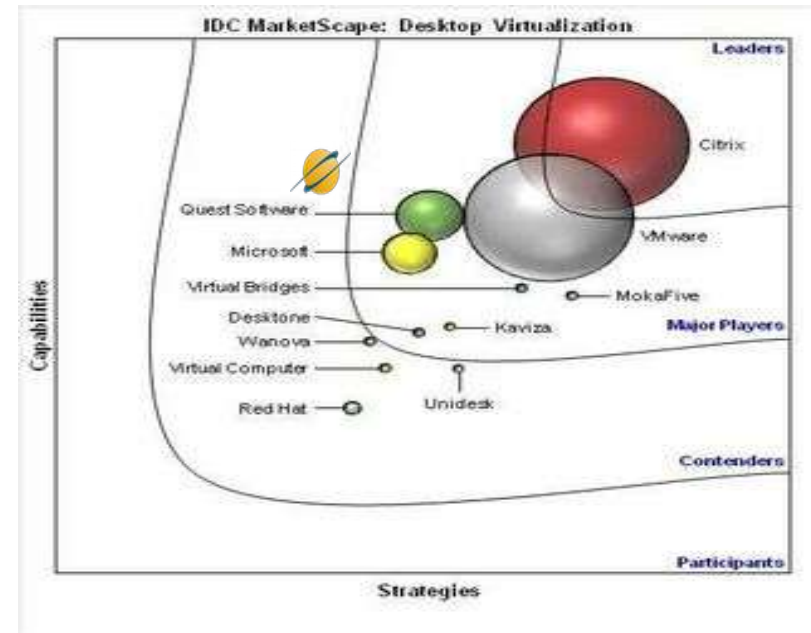 IDC MarketScape: Desktop Virtualization
Leaders
Citrix
Quest Software
VMware
Microsoft
Virtual Bridges
MokaFive
Desktone
Kaviza
Major Players
Wanova
Virtual Computer
Unidesk
Red Hat
Contenders
Participants
Capabilities
Strategies